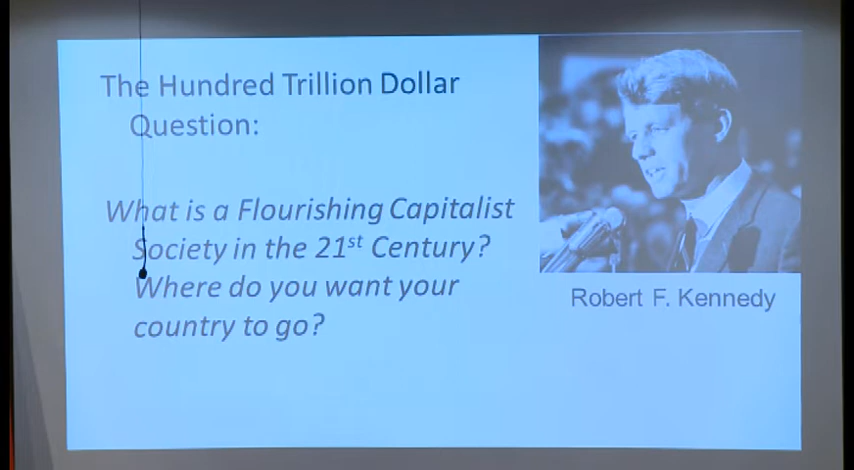 The Hundred Trillion Dollar
Question:
What is a Flourishing Capitalist
Society in the 21st Century?
Where do you want your
country to go?
Robert F. Kennedy